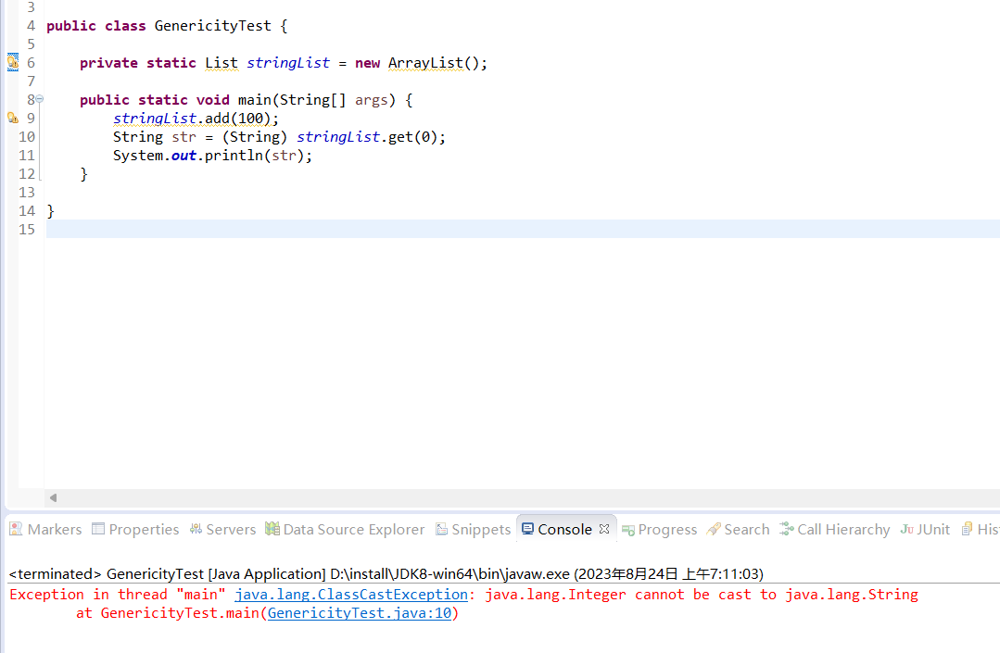 3
4 public class GenericityTest {
5
6 private static List stringList = new ArrayList();
7
8 public static void main(String[] args) {
9 stringList.add(100);
10 String str = (String) stringList.get(0);
11 System.out.println(str);
12 }
13
14 }
15
Markers Properties Servers Data Source Explorer Snippets Console Progress Search Call Hierarchy Ju JUnit His
<terminated> GenericityTest [Java Application] D:\install\JDK8-win64\bin\javaw.exe (2023年8月24日 上午7:11:03)
Exception in thread "main" java.lang.ClassCastException: java.lang.Integer cannot be cast to java.lang.String
at GenericityTest.main(GenericityTest.java:10)